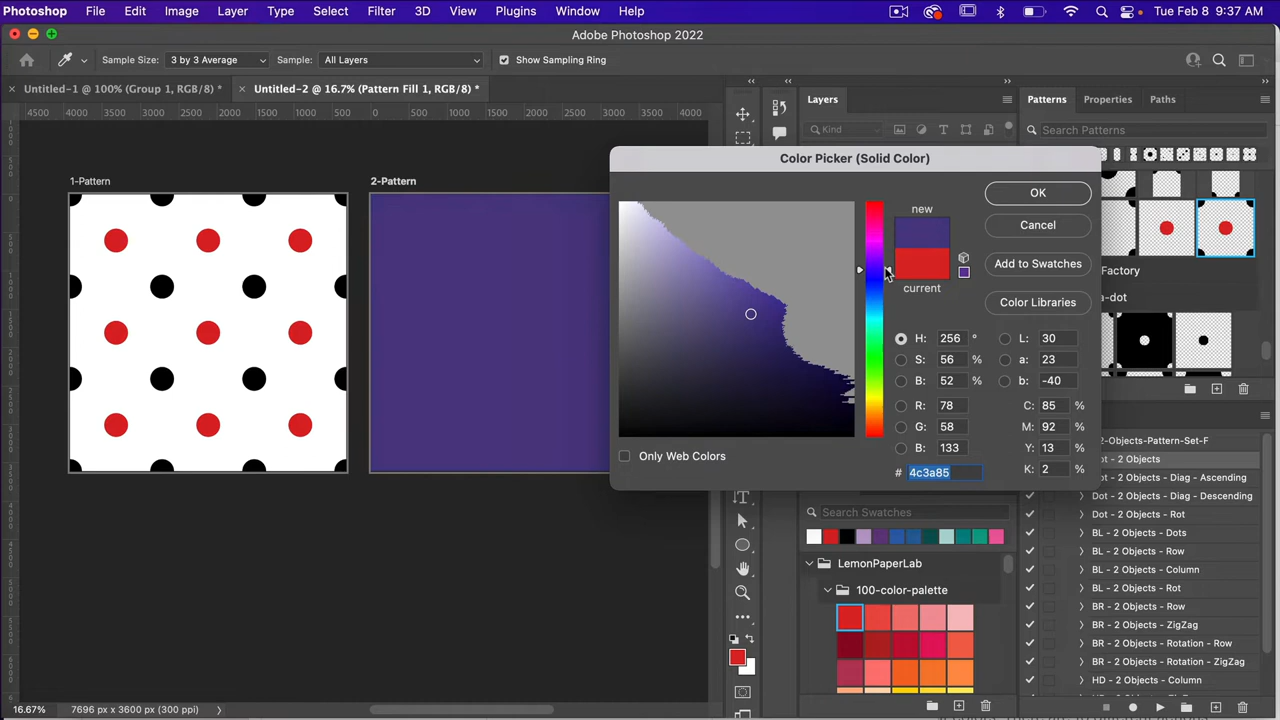 Photoshop File Edit Image Layer Type Select Filter 3D View Plugins Window Help Tue Feb 8 9:37 AM
Adobe Photoshop 2022
Sample Size: 3 by 3 Average Sample: All Layers Show Sampling Ring
× Untitled-1 @ 100% (Group 1, RGB/8) * × Untitled-2 @ 16.7% (Pattern Fill 1, RGB/8) *
Layers
Patterns Properties Paths
4500 4000 3500 3000 2500 2000 1500 1000 500 0 500 1000 1500 2000 2500 3000 3500 4000
Kind
Search Patterns
Color Picker (Solid Color)
1-Pattern 2-Pattern
new
current
OK
Cancel
Add to Swatches
Color Libraries
Factory
a-dot
H: 256 ° L: 30
S: 56 % a: 23
B: 52 % b: -40
R: 78 C: 85 %
G: 58 M: 92 %
B: 133 Y: 13 %
# 4c3a85 K: 2 %
Only Web Colors
-2-Objects-Pattern-Set-F
ot - 2 Objects
ot - 2 Objects - Diag - Ascending
ot - 2 Objects - Diag - Descending
Dot - 2 Objects - Rot
BL - 2 Objects - Dots
BL - 2 Objects - Row
BL - 2 Objects - Column
BL - 2 Objects - Rot
BR - 2 Objects - Row
BR - 2 Objects - ZigZag
BR - 2 Objects - Rotation - Row
BR - 2 Objects - Rotation - ZigZag
HD - 2 Objects - Column
Search Swatches
LemonPaperLab
100-color-palette
16.67% 7696 px x 3600 px (300 ppi)